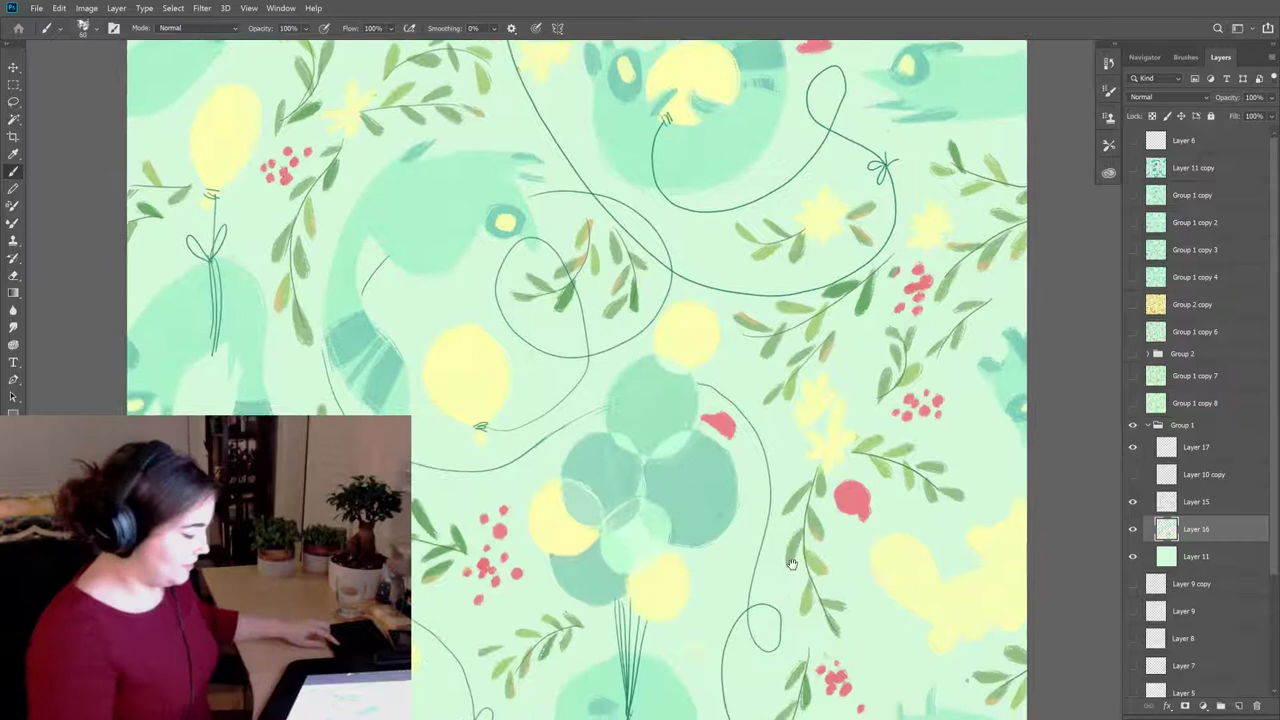 Ps File Edit Image Layer Type Select Filter 3D View Window Help
60 Mode: Normal Opacity: 100% Flow: 100% Smoothing: 0%
Navigator Brushes Layers
Kind
Normal Opacity: 100%
Lock: Fill: 100%
Layer 6
Layer 11 copy
Group 1 copy
Group 1 copy 2
Group 1 copy 3
Group 1 copy 4
Group 2 copy
Group 1 copy 6
Group 2
Group 1 copy 7
Group 1 copy 8
Group 1
Layer 17
Layer 10 copy
Layer 15
Layer 16
Layer 11
Layer 9 copy
Layer 9
Layer 8
Layer 7
Layer 5
fx